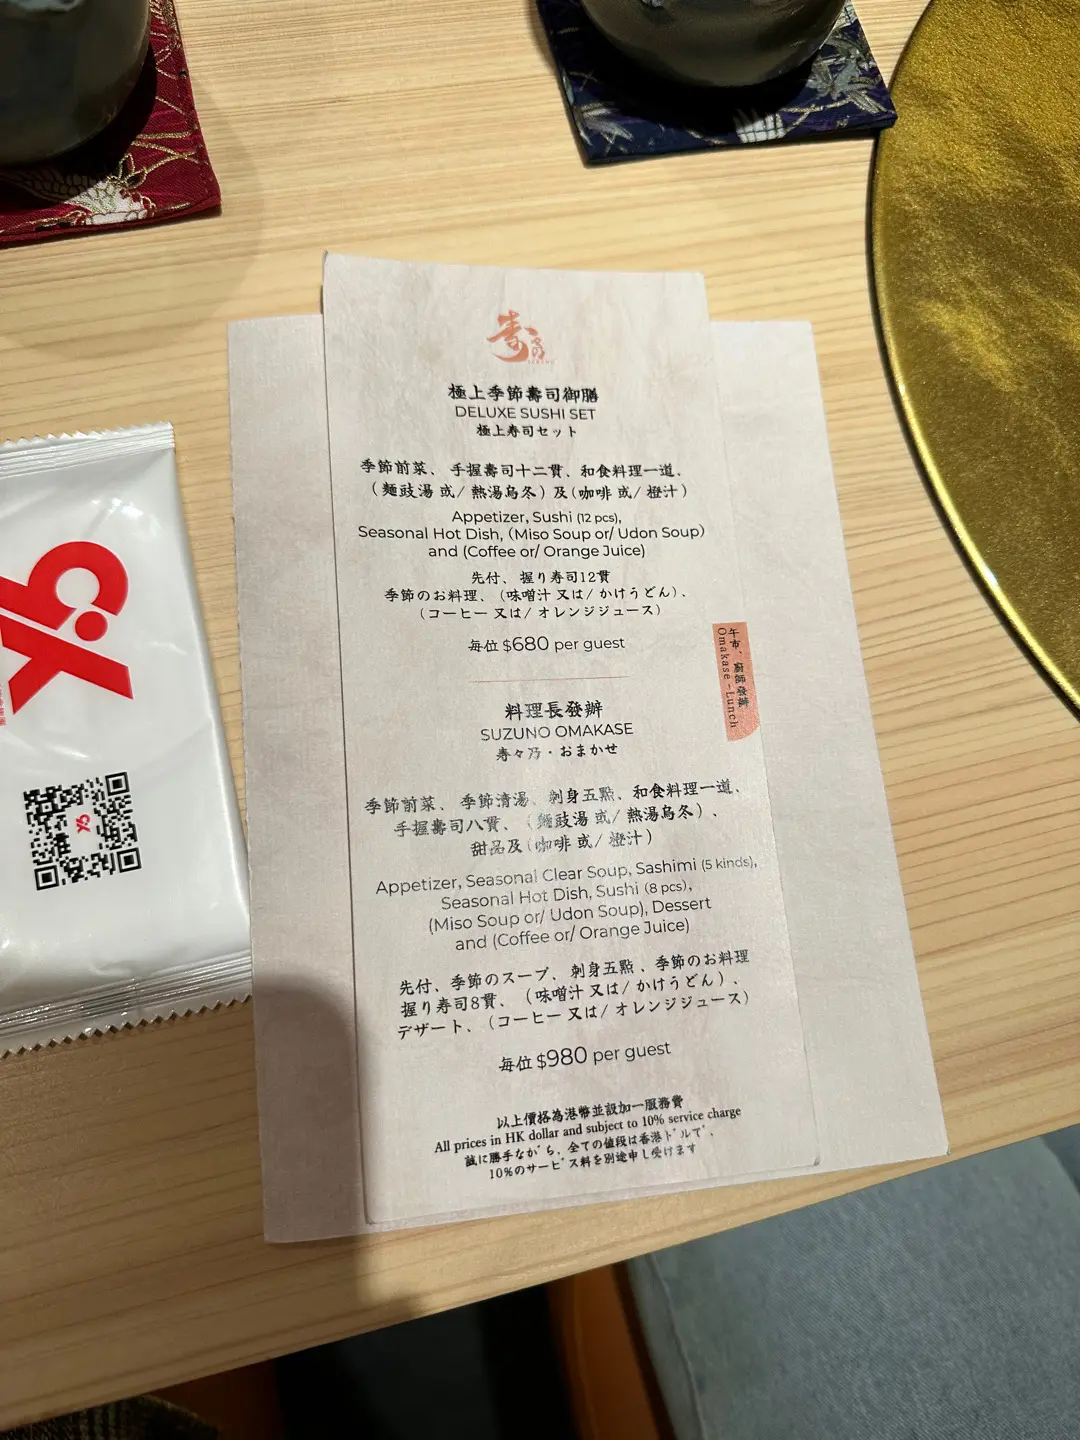 極上季節壽司御膳
DELUXE SUSHI SET
極上寿司セット
季節前菜、手握壽司十二貫、和食料理一道、
(麵豉湯 或/ 熱湯烏冬) 及 (咖啡 或/ 橙汁)
Appetizer, Sushi (12 pcs),
Seasonal Hot Dish, (Miso Soup or/ Udon Soup)
and (Coffee or/ Orange Juice)
先付、握り寿司12貫
季節のお料理、(味噌汁 又は/ かけうどん)、
(コーヒー 又は/ オレンジジュース)
每位 $680 per guest
料理長發辦
SUZUNO OMAKASE
寿々乃・おまかせ
季節前菜、季節清湯、刺身五點、和食料理一道、
手握壽司八貫、(麵豉湯 或/ 熱湯烏冬)、
甜品及 (咖啡 或/ 橙汁)
Appetizer, Seasonal Clear Soup, Sashimi (5 kinds),
Seasonal Hot Dish, Sushi (8 pcs),
(Miso Soup or/ Udon Soup), Dessert
and (Coffee or/ Orange Juice)
先付、季節のスープ、刺身五點、季節のお料理
握り寿司8貫、(味噌汁 又は/ かけうどん)、
デザート、(コーヒー 又は/ オレンジジュース)
每位 $980 per guest
以上價格為港幣並設加一服務費
All prices in HK dollar and subject to 10% service charge
誠に勝手ながら、全ての値段は香港ドルで、
10%のサービス料を別途申し受けます
午市
Omakase - Lunch